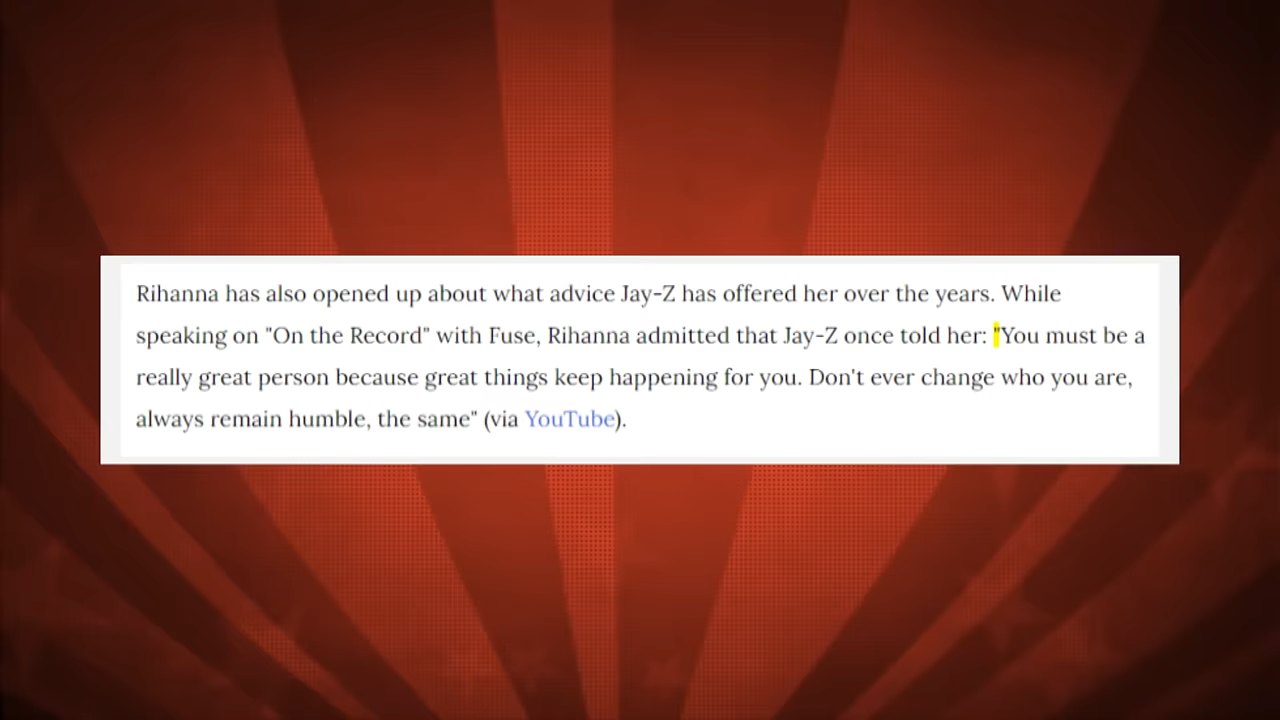 Rihanna has also opened up about what advice Jay-Z has offered her over the years. While
speaking on "On the Record" with Fuse, Rihanna admitted that Jay-Z once told her: "You must be a
really great person because great things keep happening for you. Don't ever change who you are,
always remain humble, the same" (via YouTube).